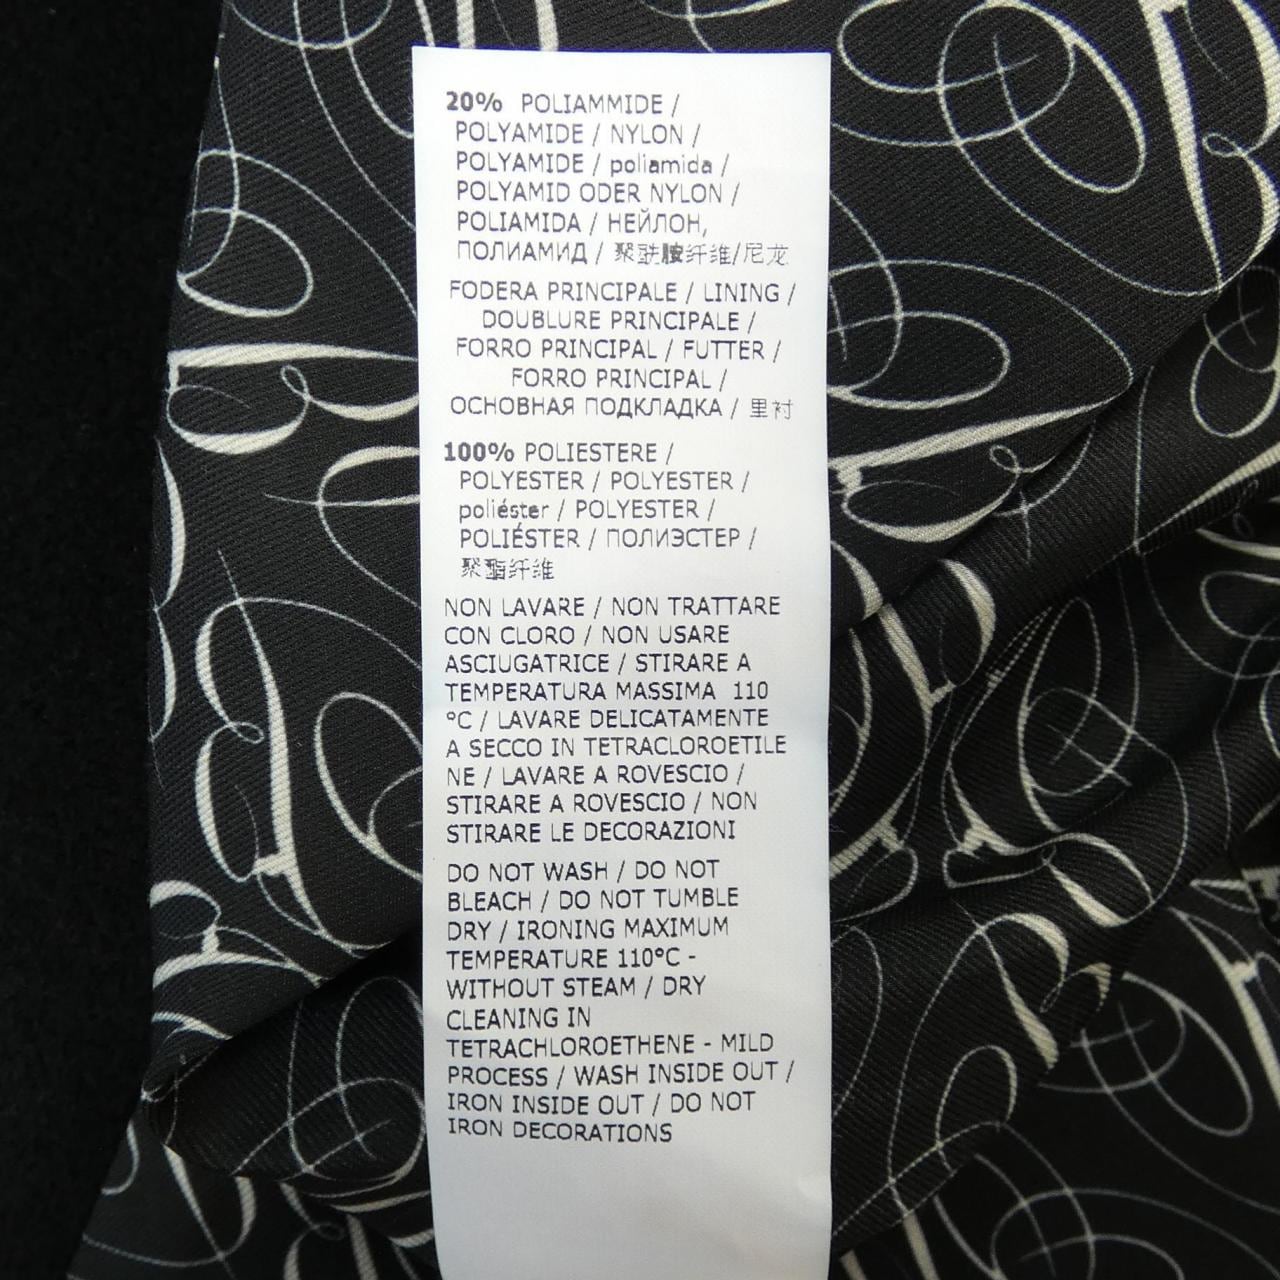 20% POLIAMMIDE /
POLYAMIDE / NYLON /
POLYAMIDE / poliamida /
POLYAMID ODER NYLON /
POLIAMIDA / НЕЙЛОН,
ПОЛИАМИД / 聚酰胺纤维/尼龙
FODERA PRINCIPALE / LINING /
DOUBLURE PRINCIPALE /
FORRO PRINCIPAL / FUTTER /
FORRO PRINCIPAL /
ОСНОВНАЯ ПОДКЛАДКА / 里衬
100% POLIESTERE /
POLYESTER / POLYESTER /
poliéster / POLYESTER /
POLIÉSTER / ПОЛИЭСТЕР /
聚酯纤维
NON LAVARE / NON TRATTARE
CON CLORO / NON USARE
ASCIUGATRICE / STIRARE A
TEMPERATURA MASSIMA 110
°C / LAVARE DELICATAMENTE
A SECCO IN TETRACLOROETILE
NE / LAVARE A ROVESCIO /
STIRARE A ROVESCIO / NON
STIRARE LE DECORAZIONI
DO NOT WASH / DO NOT
BLEACH / DO NOT TUMBLE
DRY / IRONING MAXIMUM
TEMPERATURE 110°C -
WITHOUT STEAM / DRY
CLEANING IN
TETRACHLOROETHENE - MILD
PROCESS / WASH INSIDE OUT /
IRON INSIDE OUT / DO NOT
IRON DECORATIONS